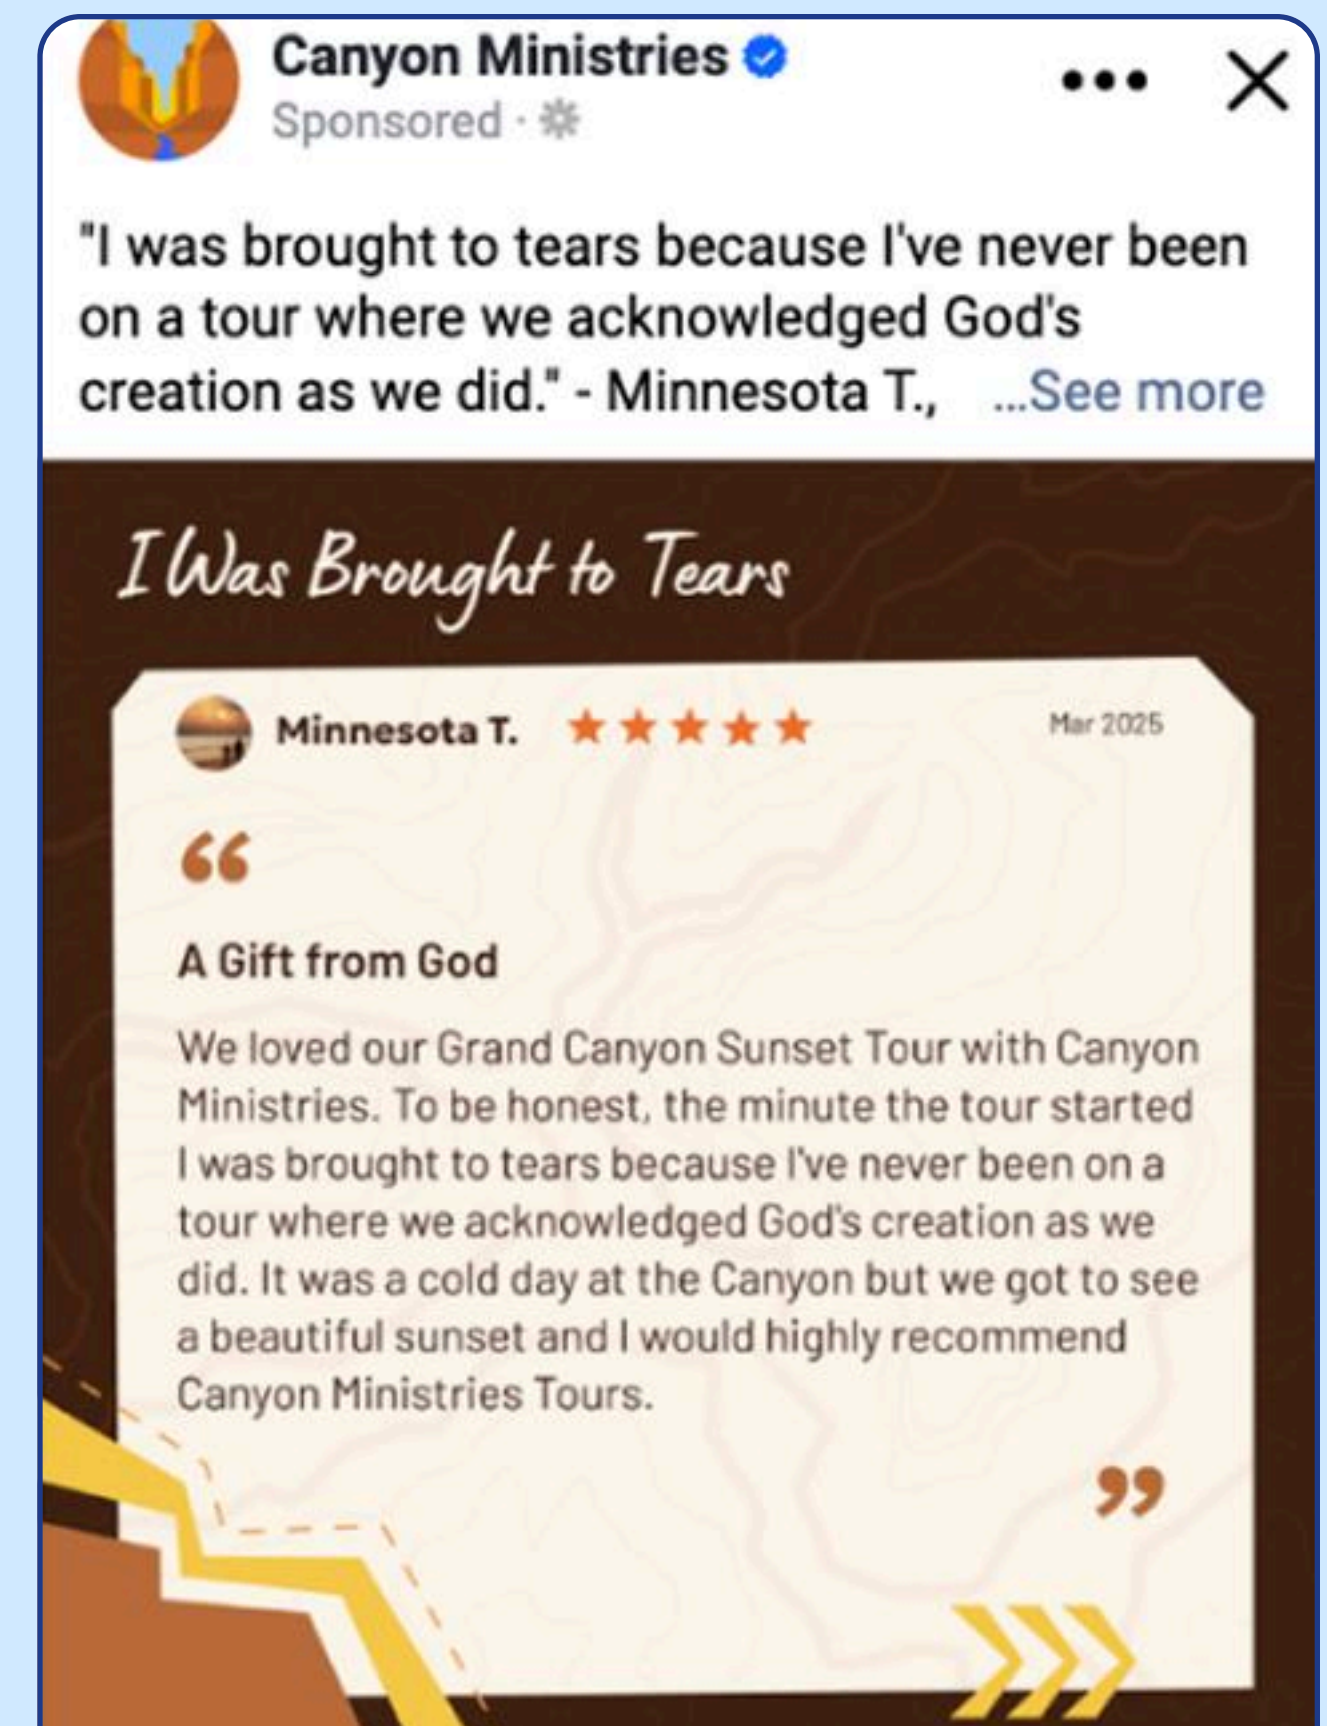 Canyon Ministries
Sponsored ·
"I was brought to tears because I've never been
on a tour where we acknowledged God's
creation as we did." - Minnesota T., ...See more
I Was Brought to Tears
Minnesota T. Mar 2025
“
A Gift from God
We loved our Grand Canyon Sunset Tour with Canyon
Ministries. To be honest, the minute the tour started
I was brought to tears because I've never been on a
tour where we acknowledged God's creation as we
did. It was a cold day at the Canyon but we got to see
a beautiful sunset and I would highly recommend
Canyon Ministries Tours.
”